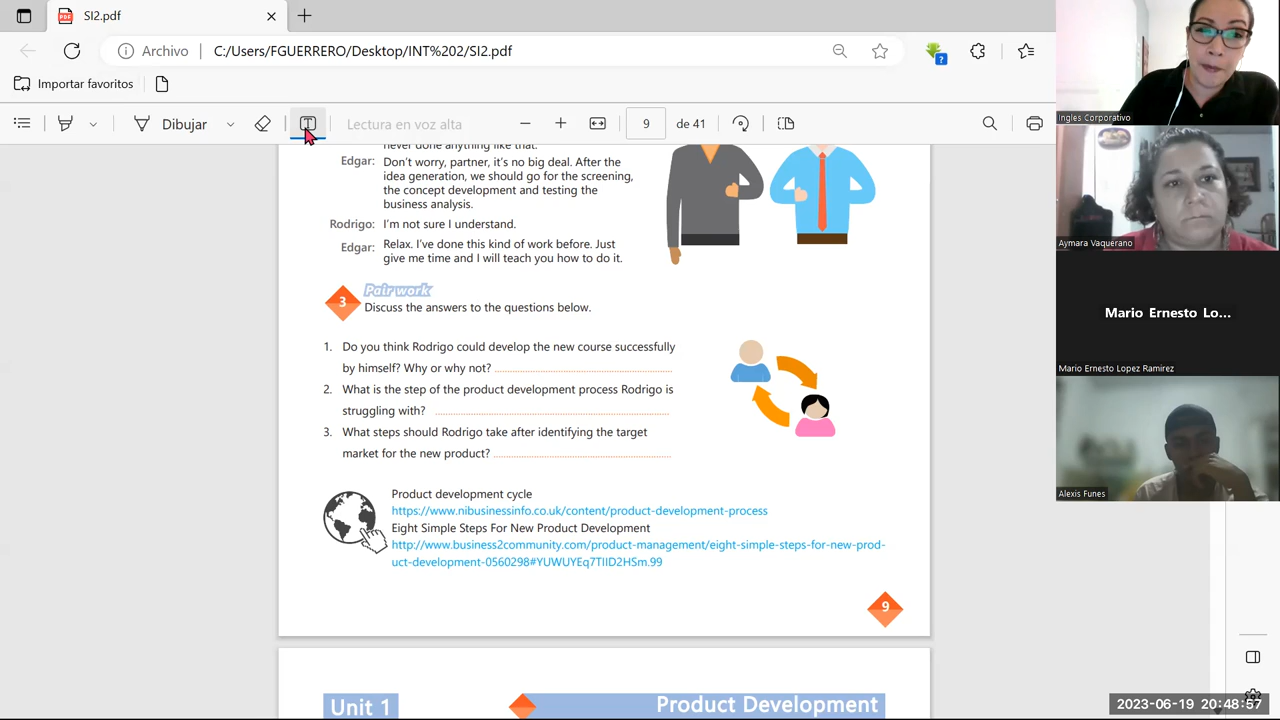 SI2.pdf
Archivo C:/Users/FGUERRERO/Desktop/INT%202/SI2.pdf
Importar favoritos
Dibujar Lectura en voz alta 9 de 41
never done anything like that.
Edgar: Don't worry, partner, it's no big deal. After the
idea generation, we should go for the screening,
the concept development and testing the
business analysis.
Rodrigo: I'm not sure I understand.
Edgar: Relax. I've done this kind of work before. Just
give me time and I will teach you how to do it.
3 Pair work
Discuss the answers to the questions below.
1. Do you think Rodrigo could develop the new course successfully
by himself? Why or why not?
2. What is the step of the product development process Rodrigo is
struggling with?
3. What steps should Rodrigo take after identifying the target
market for the new product?
Product development cycle
https://www.nibusinessinfo.co.uk/content/product-development-process
Eight Simple Steps For New Product Development
http://www.business2community.com/product-management/eight-simple-steps-for-new-prod-
uct-development-0560298#YUWUYEq7TIID2HSm.99
9
Unit 1 Product Development
Ingles Corporativo
Aymara Vaquerano
Mario Ernesto Lo...
Mario Ernesto Lopez Ramirez
Alexis Funes
2023-06-19 20:48:57